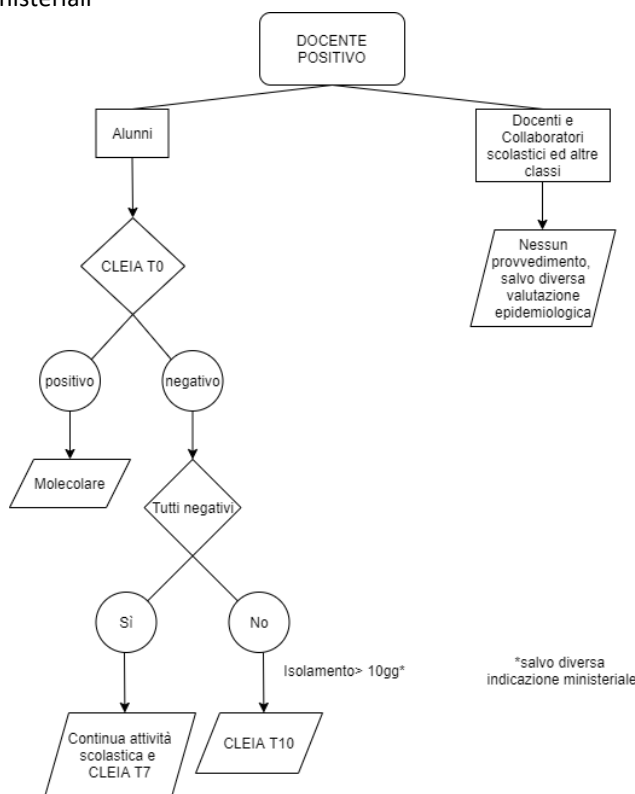 DOCENTE
POSITIVO
Alunni
Docenti e
Collaboratori
scolastici ed altre
classi
CLEIA T0
Nessun
provvedimento,
salvo diversa
valutazione
epidemiologica
positivo
negativo
Molecolare
Tutti negativi
Sì
No
Isolamento> 10gg*
*salvo diversa
indicazione ministeriale
Continua attività
scolastica e
CLEIA T7
CLEIA T10